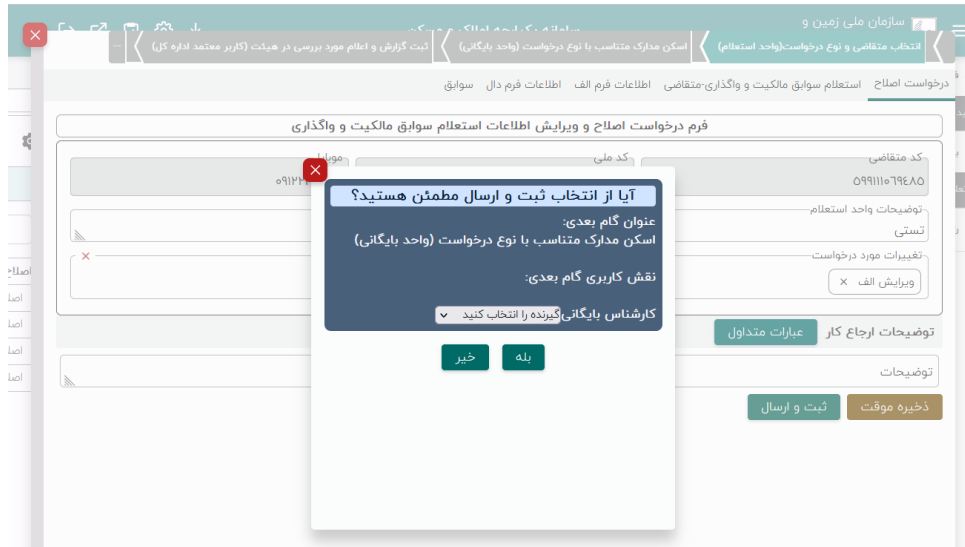 سازمان ملی زمین و
انتخاب متقاضی و نوع درخواست(واحد استعلام)
اسکن مدارک متناسب با نوع درخواست (واحد بایگانی)
ثبت گزارش و اعلام مورد بررسی در هیئت (کاربر معتمد اداره کل)
...
درخواست اصلاح استعلام سوابق مالکیت و واگذاری-متقاضی اطلاعات فرم الف اطلاعات فرم دال سوابق
فرم درخواست اصلاح و ویرایش اطلاعات استعلام سوابق مالکیت و واگذاری
کد متقاضی
۰۵۹۹۱۱۱۰۶۹۴۸۵
کد ملی
موبایل
۰۹۱۲۲
توضیحات واحد استعلام
تستی
تغییرات مورد درخواست
ویرایش الف ×
آیا از انتخاب ثبت و ارسال مطمئن هستید؟
عنوان گام بعدی:
اسکن مدارک متناسب با نوع درخواست (واحد بایگانی)
نقش کاربری گام بعدی:
کارشناس بایگانی گیرنده را انتخاب کنید
بله
خیر
توضیحات ارجاع کار
عبارات متداول
توضیحات
ذخیره موقت
ثبت و ارسال